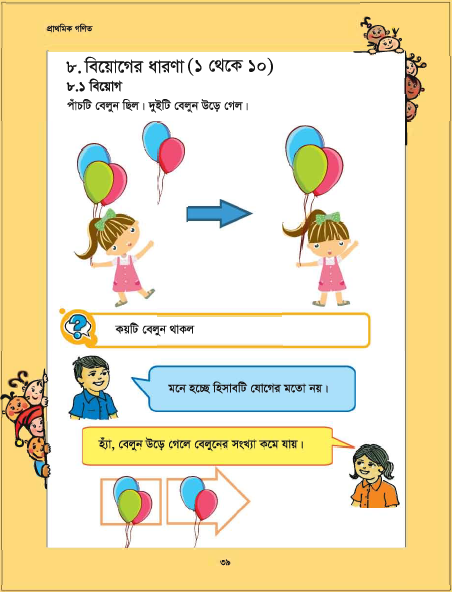 প্রাথমিক গণিত
৮. বিয়োগের ধারণা (১ থেকে ১০)
৮.১ বিয়োগ
পাঁচটি বেলুন ছিল। দুইটি বেলুন উড়ে গেল।
কয়টি বেলুন থাকল
মনে হচ্ছে হিসাবটি যোগের মতো নয়।
হ্যাঁ, বেলুন উড়ে গেলে বেলুনের সংখ্যা কমে যায়।
৩৯